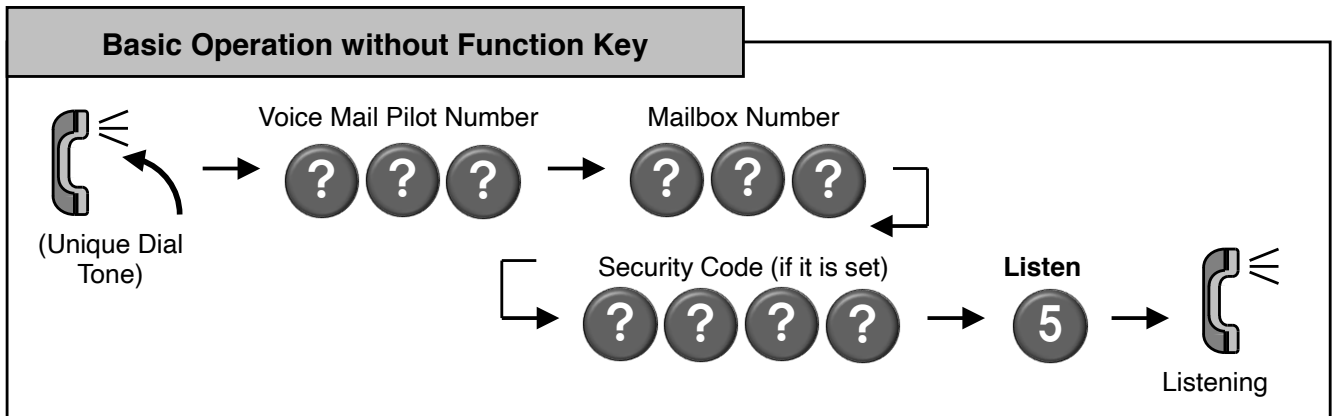 Basic Operation without Function Key
Voice Mail Pilot Number
Mailbox Number
? ? ?
? ? ?
(Unique Dial
Tone)
Security Code (if it is set)
Listen
? ? ? ?
5
Listening